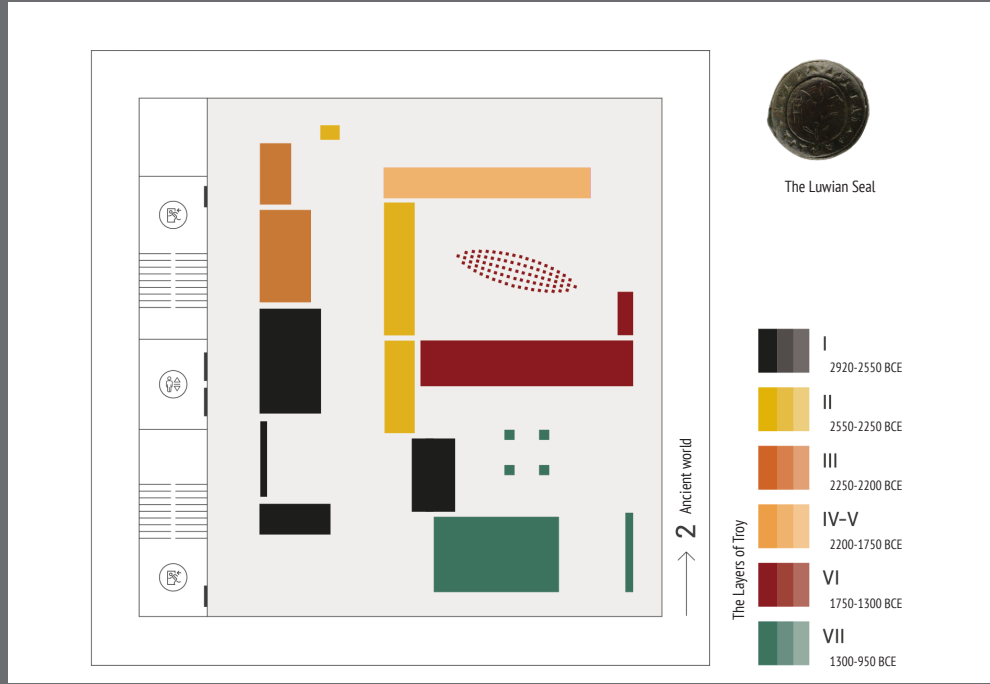 The Luwian Seal
2 Ancient world
The Layers of Troy
I
2920-2550 BCE
II
2550-2250 BCE
III
2250-2200 BCE
IV–V
2200-1750 BCE
VI
1750-1300 BCE
VII
1300-950 BCE